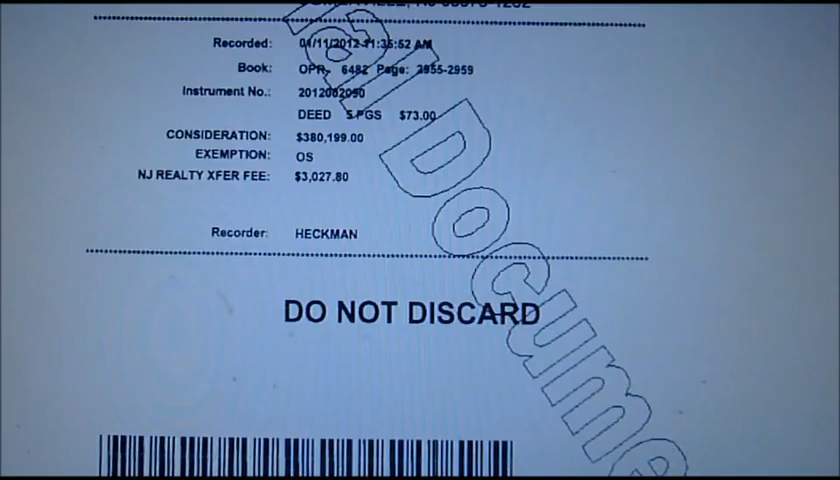 Recorded: 01/11/2012 11:35:52 AM
Book: OPR- 6482 Page: 2955-2959
Instrument No.: 2012002090
DEED 5 PGS $73.00
CONSIDERATION: $380,199.00
EXEMPTION: OS
NJ REALTY XFER FEE: $3,027.80
Recorder: HECKMAN
DO NOT DISCARD